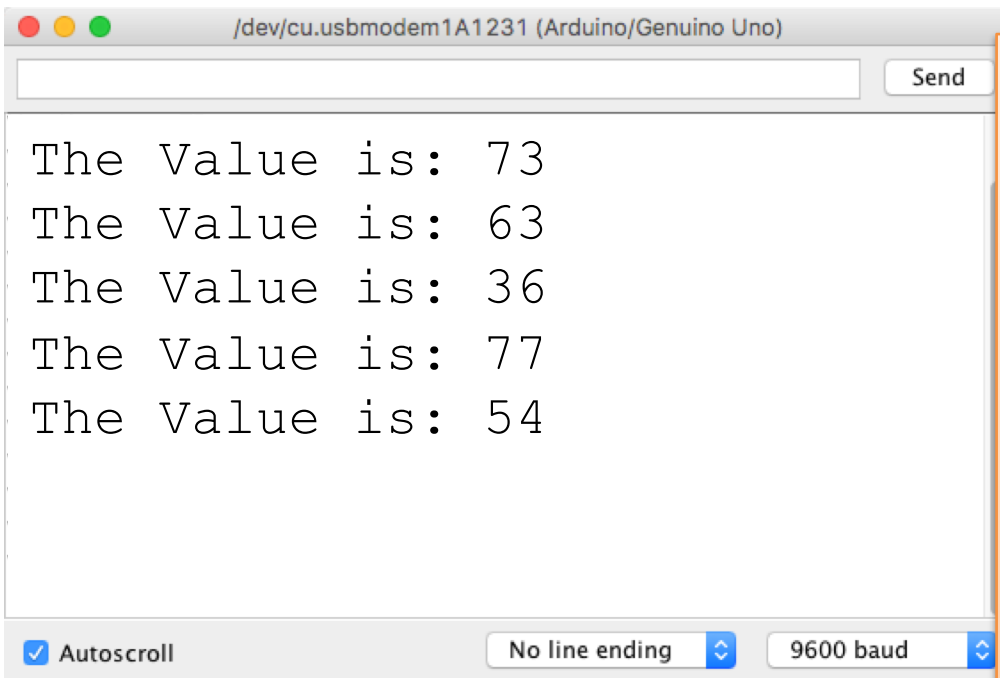 /dev/cu.usbmodem1A1231 (Arduino/Genuino Uno)
Send
The Value is: 73
The Value is: 63
The Value is: 36
The Value is: 77
The Value is: 54
Autoscroll
No line ending
9600 baud